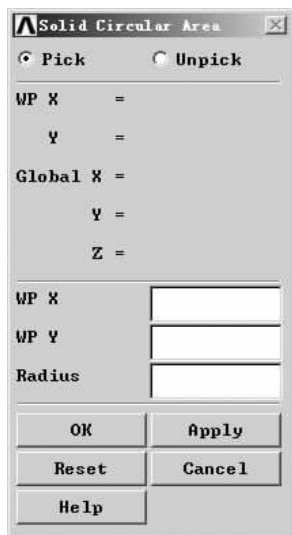 Solid Circular Area
Pick Unpick
WP X =
Y =
Global X =
Y =
Z =
WP X
WP Y
Radius
OK Apply
Reset Cancel
Help